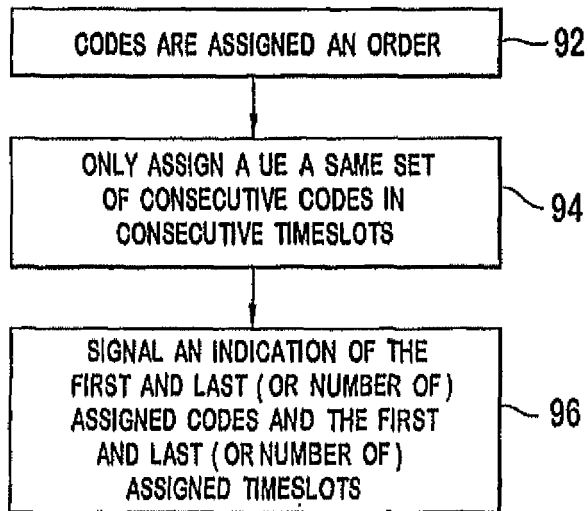 CODES ARE ASSIGNED AN ORDER
92
ONLY ASSIGN A UE A SAME SET
OF CONSECUTIVE CODES IN
CONSECUTIVE TIMESLOTS
94
SIGNAL AN INDICATION OF THE
FIRST AND LAST (OR NUMBER OF)
ASSIGNED CODES AND THE FIRST
AND LAST (OR NUMBER OF)
ASSIGNED TIMESLOTS
96